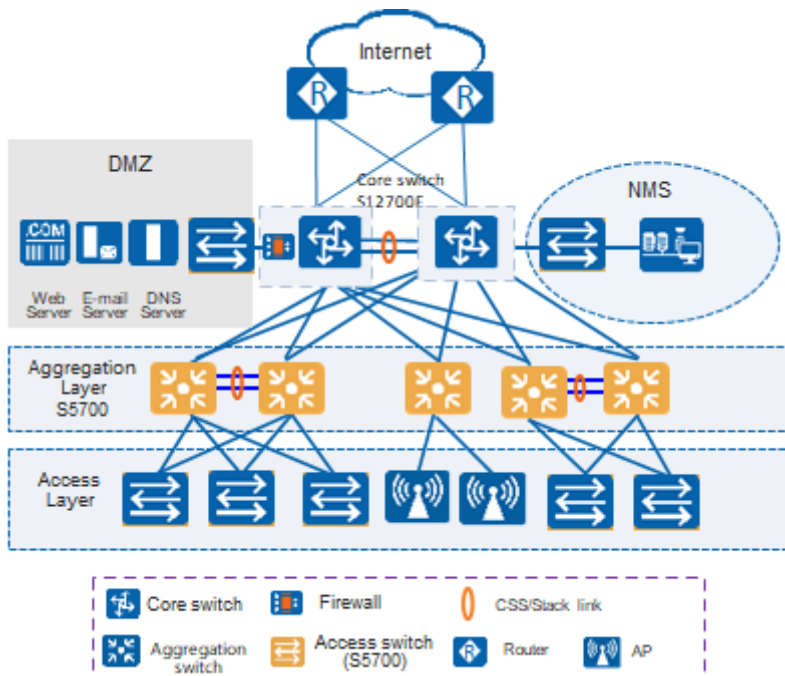 Internet
R
R
DMZ
Core switch
S12700E
NMS
.COM
Web
Server
E-mail
Server
DNS
Server
Aggregation
Layer
S5700
Access
Layer
Core switch
Firewall
CSS/Stack link
Aggregation
switch
Access switch
(S5700)
R
Router
AP